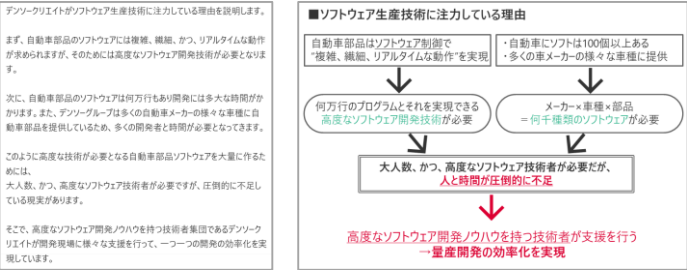 デンソークリエイトがソフトウェア生産技術に注力している理由を説明します。
まず、自動車部品のソフトウェアには複雑、繊細、かつ、リアルタイムな動作
が求められますが、そのためには高度なソフトウェア開発技術が必要となりま
す。
次に、自動車部品のソフトウェアは何万行もあり開発には多大な時間がか
かります。また、デンソーグループは多くの自動車メーカーの様々な車種に自
動車部品を提供しているため、多くの開発者と時間が必要となってきます。
このように高度な技術が必要となる自動車部品ソフトウェアを大量に作るた
めには、
大人数、かつ、高度なソフトウェア技術者が必要ですが、圧倒的に不足し
ている現実があります。
そこで、高度なソフトウェア開発ノウハウを持つ技術者集団であるデンソーク
リエイトが開発現場に様々な支援を行って、一つ一つの開発の効率化を実
現しています。
■ソフトウェア生産技術に注力している理由
自動車部品はソフトウェア制御で
“複雑、繊細、リアルタイムな動作”を実現
・自動車にソフトは100個以上ある
・多くの車メーカーの様々な車種に提供
何万行のプログラムとそれを実現できる
高度なソフトウェア開発技術が必要
メーカー×車種×部品
＝何千種類のソフトウェアが必要
大人数、かつ、高度なソフトウェア技術者が必要だが、
人と時間が圧倒的に不足
高度なソフトウェア開発ノウハウを持つ技術者が支援を行う
→量産開発の効率化を実現